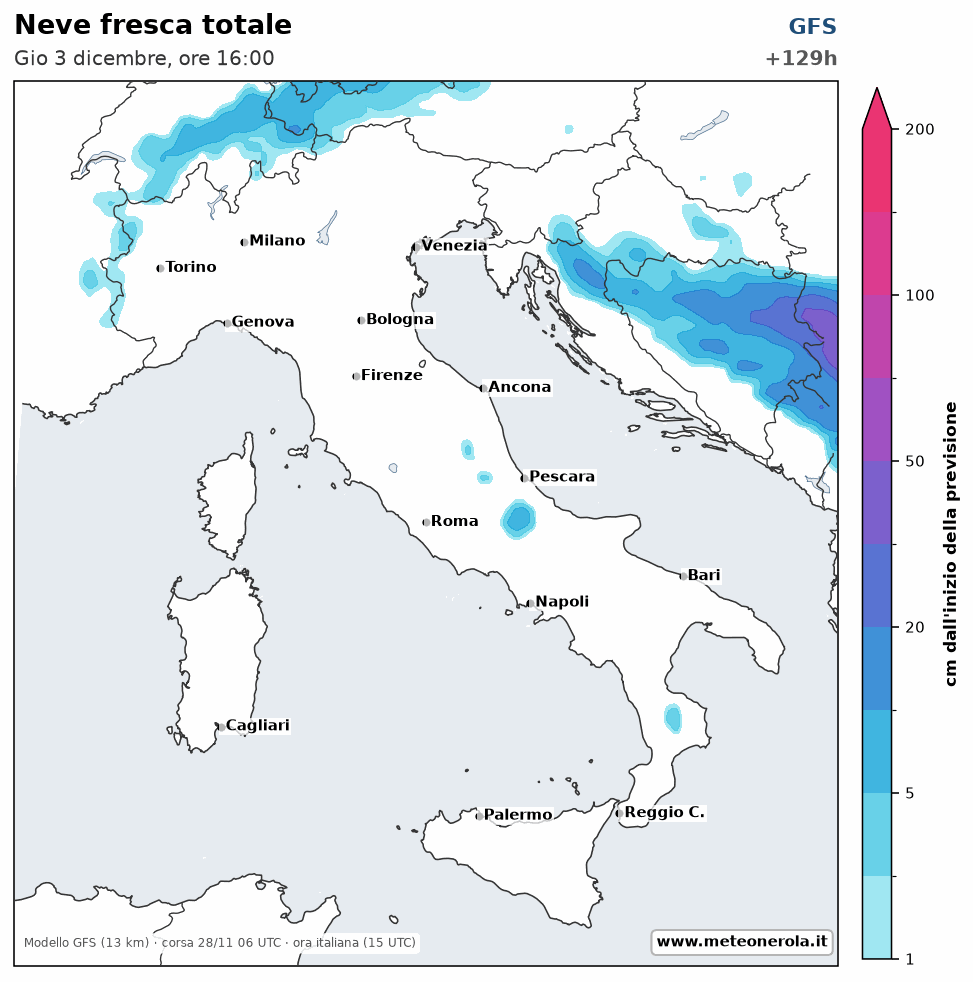 Neve fresca totale
GFS
Gio 3 dicembre, ore 16:00
+129h
200
100
50
20
5
1
cm dall'inizio della previsione
Milano
Venezia
Torino
Genova
Bologna
Firenze
Ancona
Pescara
Roma
Bari
Napoli
Cagliari
Palermo
Reggio C.
Modello GFS (13 km) · corsa 28/11 06 UTC · ora italiana (15 UTC)
www.meteonerola.it